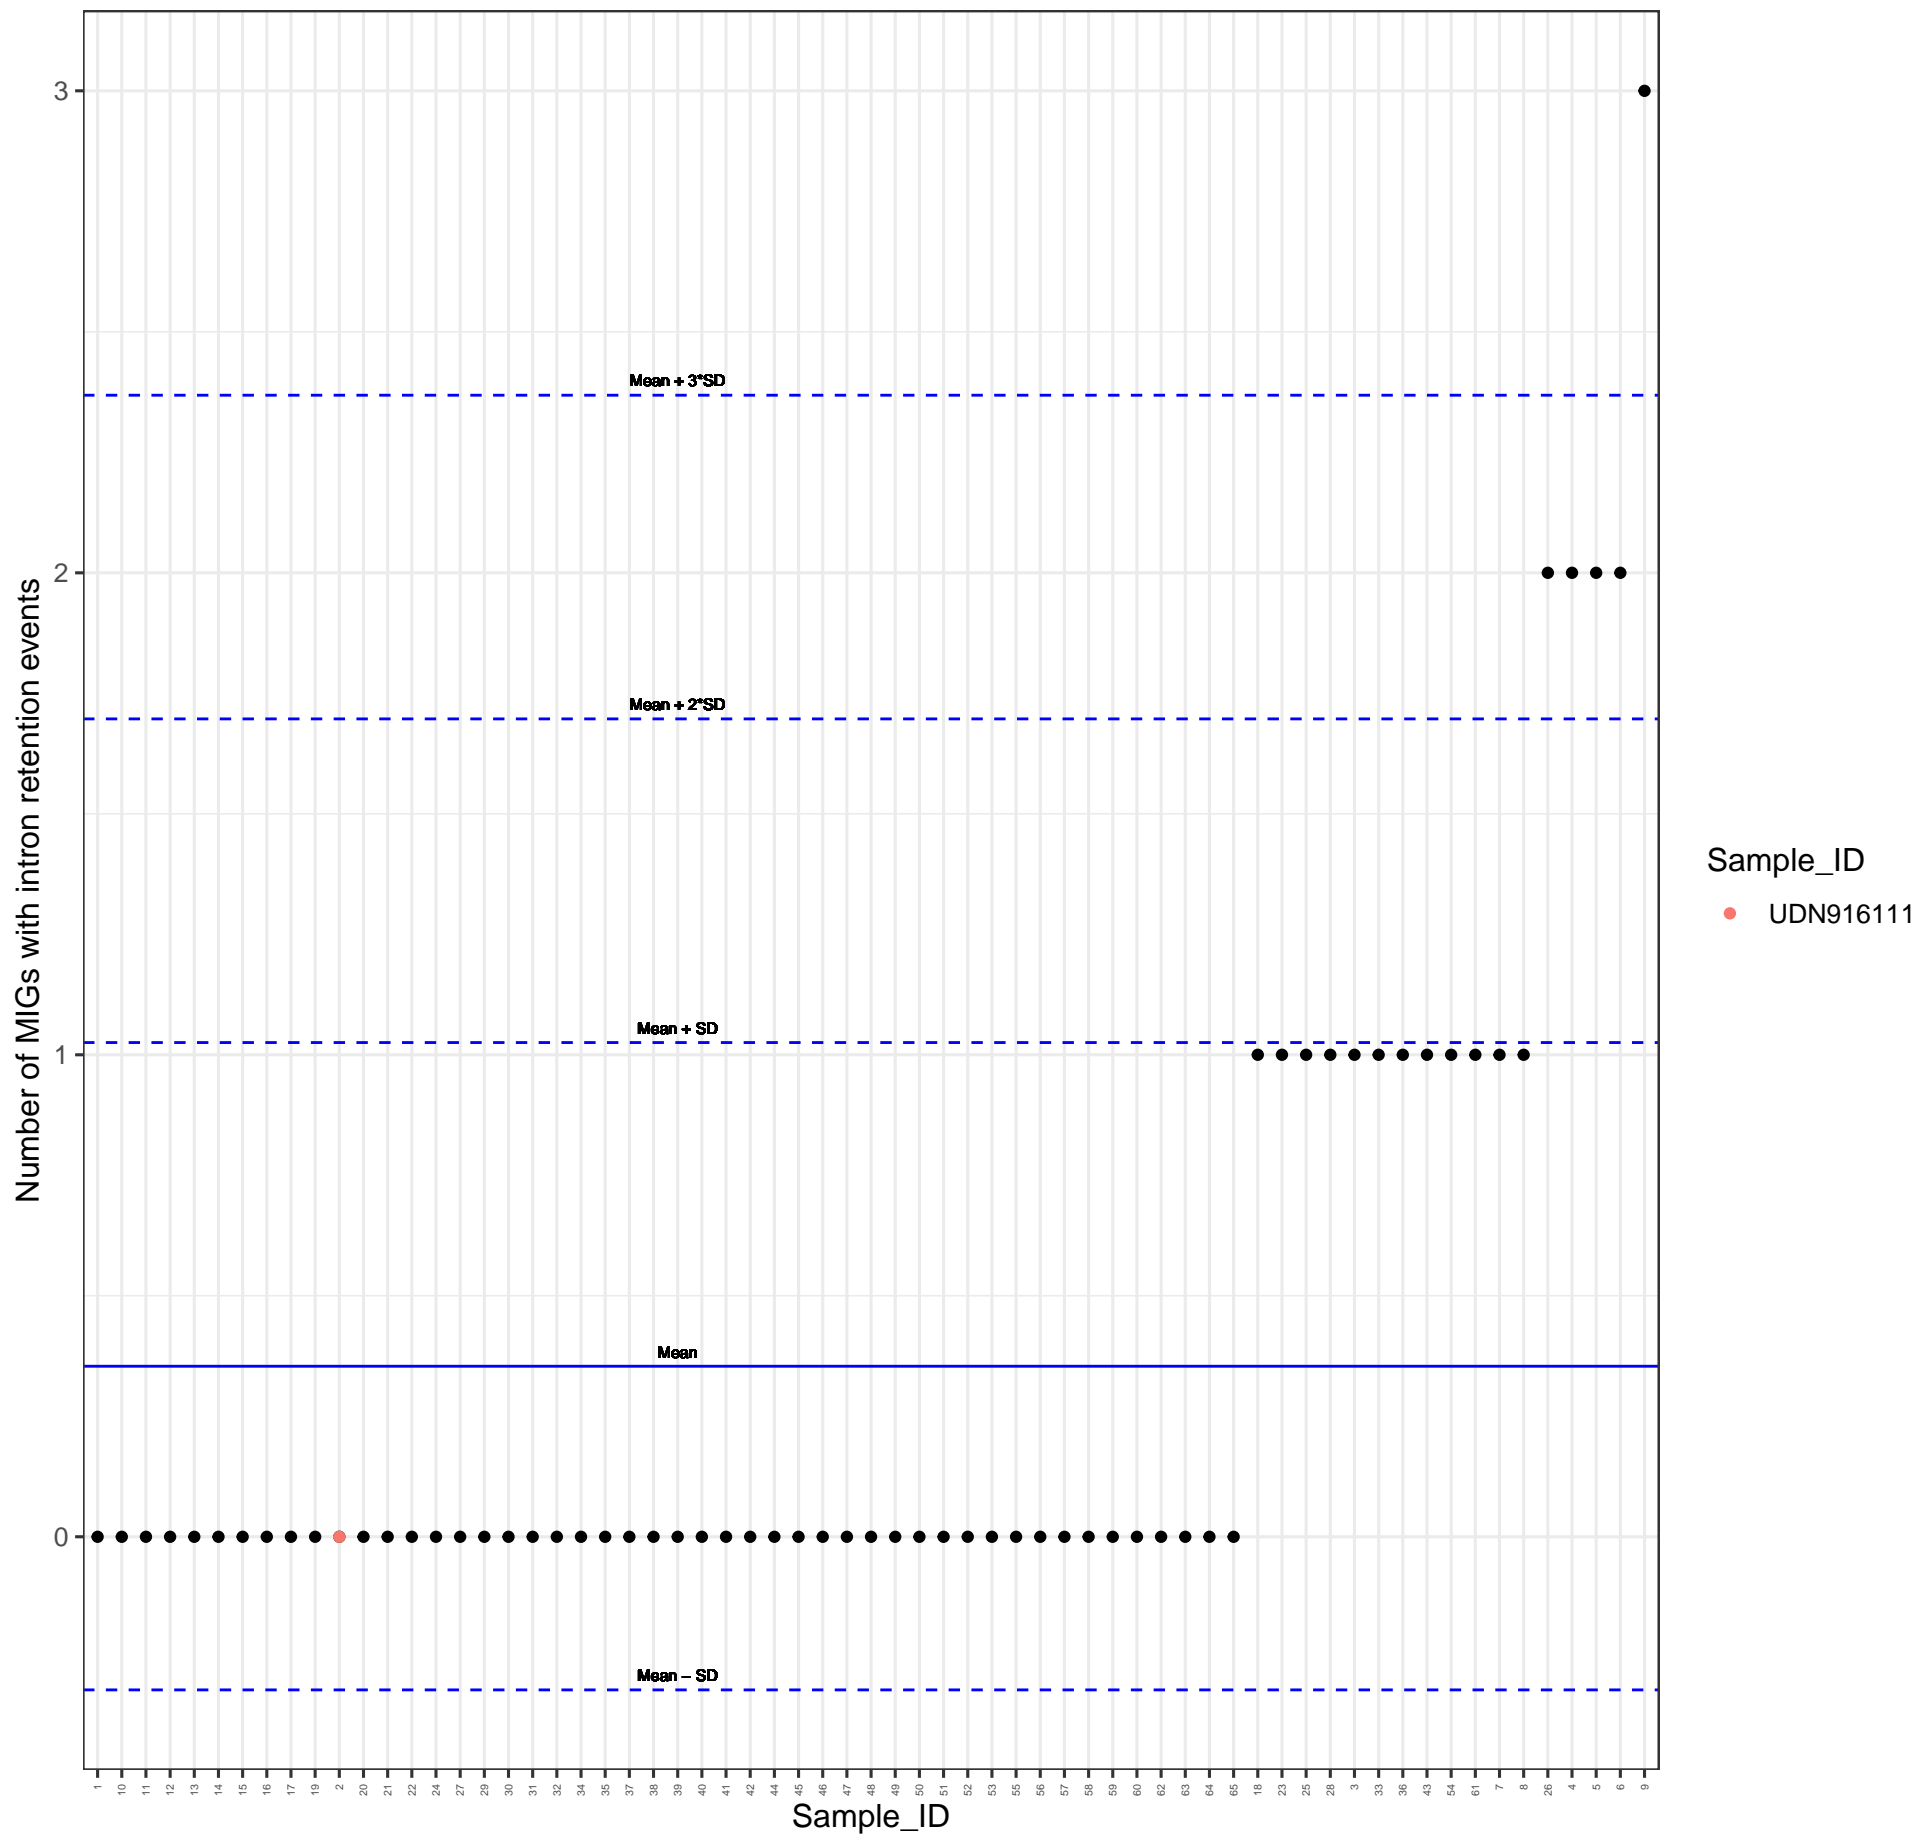 Number of MIGs with intron retention events
3
2
1
0
Mean + 3*SD
Mean + 2*SD
Mean + SD
Mean
Mean – SD
1 10 11 12 13 14 15 16 17 19 2 20 21 22 24 27 29 30 31 32 34 35 37 38 39 40 41 42 44 45 46 47 48 49 50 51 52 53 55 56 57 58 59 60 62 63 64 65 18 23 25 28 3 33 36 43 54 61 7 8 26 4 5 6 9
Sample_ID
Sample_ID
UDN916111